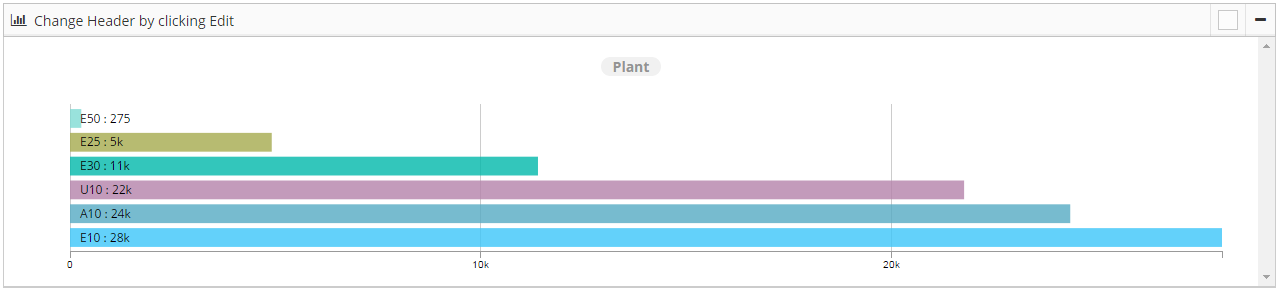 Change Header by clicking Edit
Plant
E50 : 275
E25 : 5k
E30 : 11k
U10 : 22k
A10 : 24k
E10 : 28k
0 10k 20k